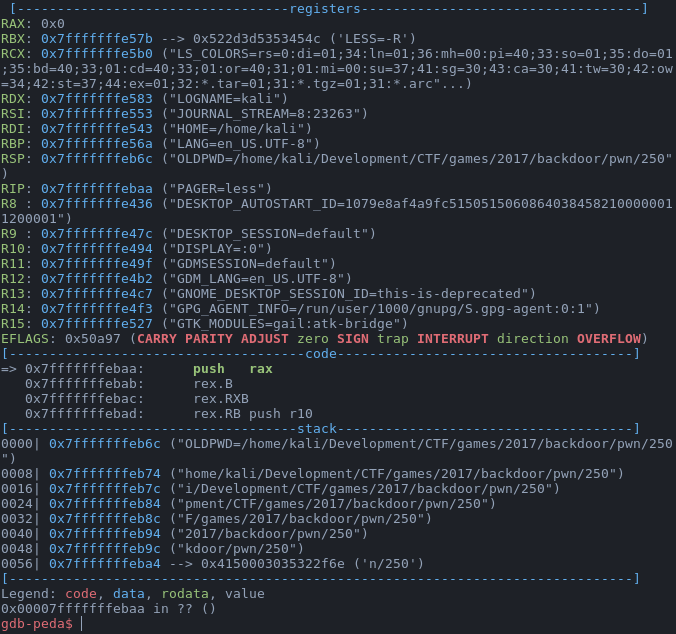 [----------------------------------registers-----------------------------------]
RAX: 0x0
RBX: 0x7fffffffe57b --> 0x522d3d5353454c ('LESS=-R')
RCX: 0x7fffffffe5b0 ("LS_COLORS=rs=0:di=01;34:ln=01;36:mh=00:pi=40;33:so=01;35:do=01
;35:bd=40;33;01:cd=40;33;01:or=40;31;01:mi=00:su=37;41:sg=30;43:ca=30;41:tw=30;42:ow
=34;42:st=37;44:ex=01;32:*.tar=01;31:*.tgz=01;31:*.arc"...)
RDX: 0x7fffffffe583 ("LOGNAME=kali")
RSI: 0x7fffffffe553 ("JOURNAL_STREAM=8:23263")
RDI: 0x7fffffffe543 ("HOME=/home/kali")
RBP: 0x7fffffffe56a ("LANG=en_US.UTF-8")
RSP: 0x7fffffffeb6c ("OLDPWD=/home/kali/Development/CTF/games/2017/backdoor/pwn/250"
)
RIP: 0x7fffffffebaa ("PAGER=less")
R8 : 0x7fffffffe436 ("DESKTOP_AUTOSTART_ID=1079e8af4a9fc515051506086403845821000000​1
1200001")
R9 : 0x7fffffffe47c ("DESKTOP_SESSION=default")
R10: 0x7fffffffe494 ("DISPLAY=:0")
R11: 0x7fffffffe49f ("GDMSESSION=default")
R12: 0x7fffffffe4b2 ("GDM_LANG=en_US.UTF-8")
R13: 0x7fffffffe4c7 ("GNOME_DESKTOP_SESSION_ID=this-is-deprecated")
R14: 0x7fffffffe4f3 ("GPG_AGENT_INFO=/run/user/1000/gnupg/S.gpg-agent:0:1")
R15: 0x7fffffffe527 ("GTK_MODULES=gail:atk-bridge")
EFLAGS: 0x50a97 (CARRY PARITY ADJUST zero SIGN trap INTERRUPT direction OVERFLOW)
[-------------------------------------code-------------------------------------]
=> 0x7fffffffebaa:	push   rax
   0x7fffffffebab:	rex.B
   0x7fffffffebac:	rex.RXB
   0x7fffffffebad:	rex.RB push r10
[------------------------------------stack-------------------------------------]
0000| 0x7fffffffeb6c ("OLDPWD=/home/kali/Development/CTF/games/2017/backdoor/pwn/250
")
0008| 0x7fffffffeb74 ("home/kali/Development/CTF/games/2017/backdoor/pwn/250")
0016| 0x7fffffffeb7c ("i/Development/CTF/games/2017/backdoor/pwn/250")
0024| 0x7fffffffeb84 ("pment/CTF/games/2017/backdoor/pwn/250")
0032| 0x7fffffffeb8c ("F/games/2017/backdoor/pwn/250")
0040| 0x7fffffffeb94 ("2017/backdoor/pwn/250")
0048| 0x7fffffffeb9c ("kdoor/pwn/250")
0056| 0x7fffffffeba4 --> 0x4150003035322f6e ('n/250')
[------------------------------------------------------------------------------]
Legend: code, data, rodata, value
0x00007fffffffebaa in ?? ()
gdb-peda$